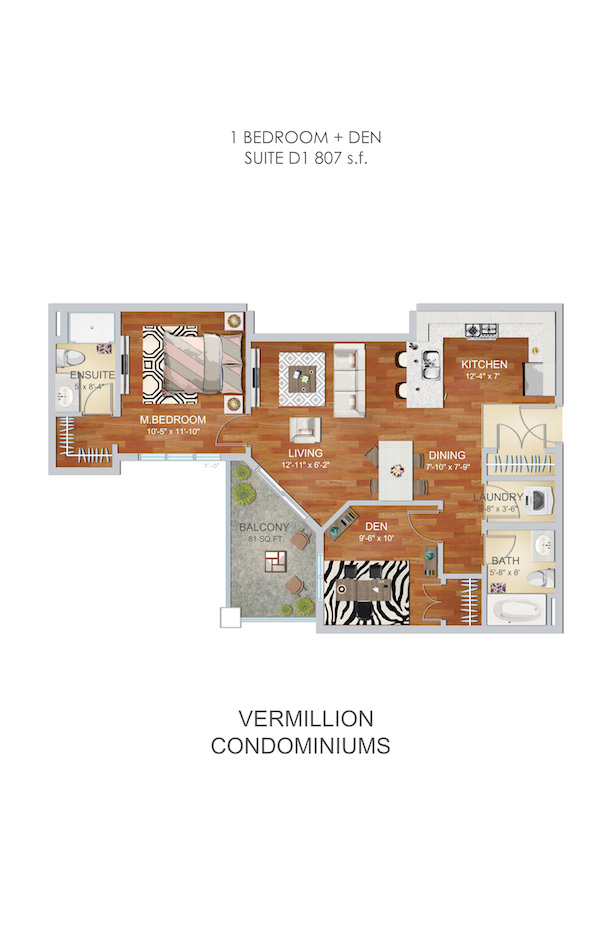 1 BEDROOM + DEN
SUITE D1 807 s.f.
ENSUITE
5' x 8'-4"
M.BEDROOM
10'-5" x 11'-10"
7'-0"
KITCHEN
12'-4" x 7'
LIVING
12'-11" x 6'-2"
DINING
7'-10" x 7'-9"
LAUNDRY
x 3'-6"
BALCONY
81 SQ.FT.
DEN
9'-6" x 10'
BATH
5'-8" x 8'
VERMILLION
CONDOMINIUMS